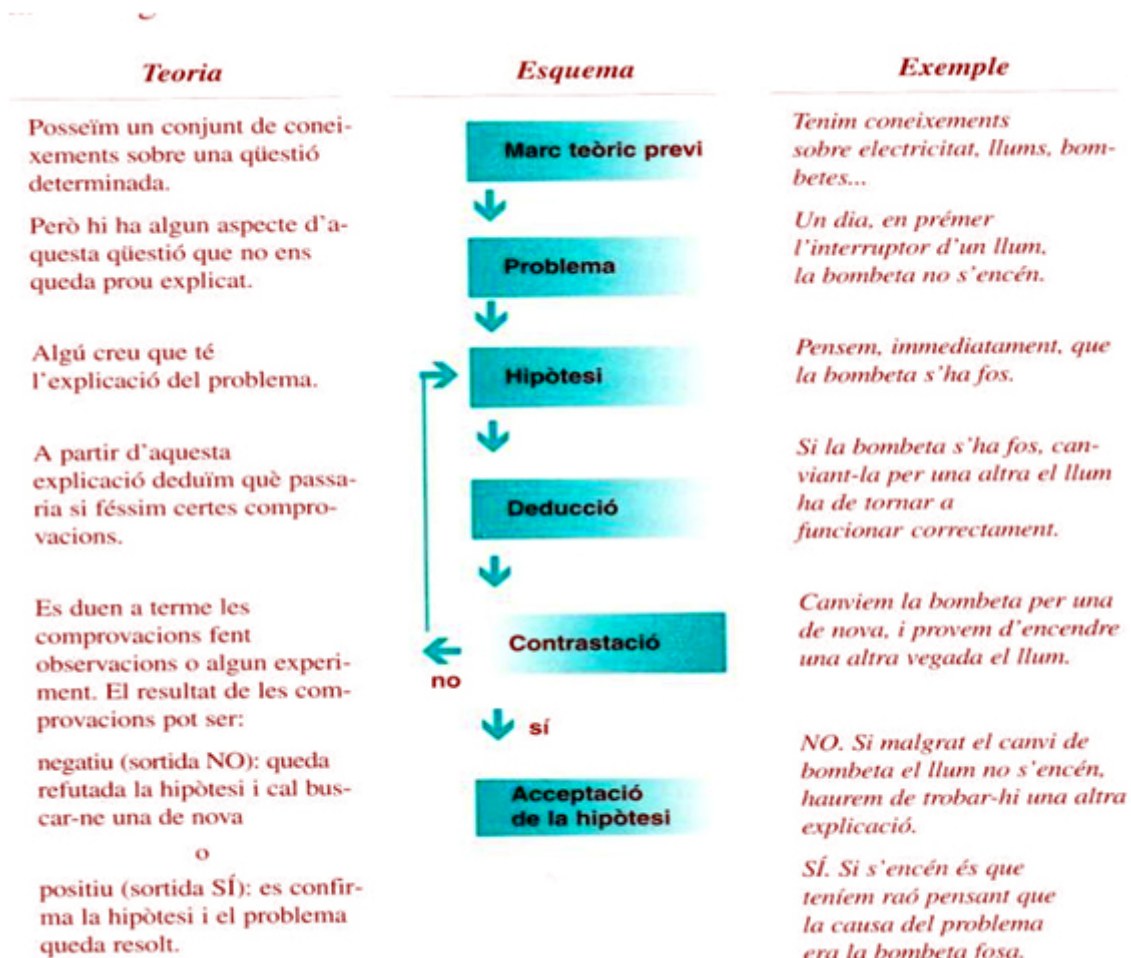 Teoria
Posseïm un conjunt de conei-
xements sobre una qüestió
determinada.
Però hi ha algun aspecte d'a-
questa qüestió que no ens
queda prou explicat.
Algú creu que té
l'explicació del problema.
A partir d'aquesta
explicació deduïm què passa-
ria si féssim certes compro-
vacions.
Es duen a terme les
comprovacions fent
observacions o algun experi-
ment. El resultat de les com-
provacions pot ser:
negatiu (sortida NO): queda
refutada la hipòtesi i cal bus-
car-ne una de nova
o
positiu (sortida SÍ): es confir-
ma la hipòtesi i el problema
queda resolt.
Esquema
Marc teòric previ
Problema
Hipòtesi
Deducció
Contrastació
no
sí
Acceptació
de la hipòtesi
Exemple
Tenim coneixements
sobre electricitat, llums, bom-
betes...
Un dia, en prémer
l'interruptor d'un llum,
la bombeta no s'encén.
Pensem, immediatament, que
la bombeta s'ha fos.
Si la bombeta s'ha fos, can-
viant-la per una altra el llum
ha de tornar a
funcionar correctament.
Canviem la bombeta per una
de nova, i provem d'encendre
una altra vegada el llum.
NO. Si malgrat el canvi de
bombeta el llum no s'encén,
haurem de trobar-hi una altra
explicació.
SÍ. Si s'encén és que
teníem raó pensant que
la causa del problema
era la bombeta fosa.